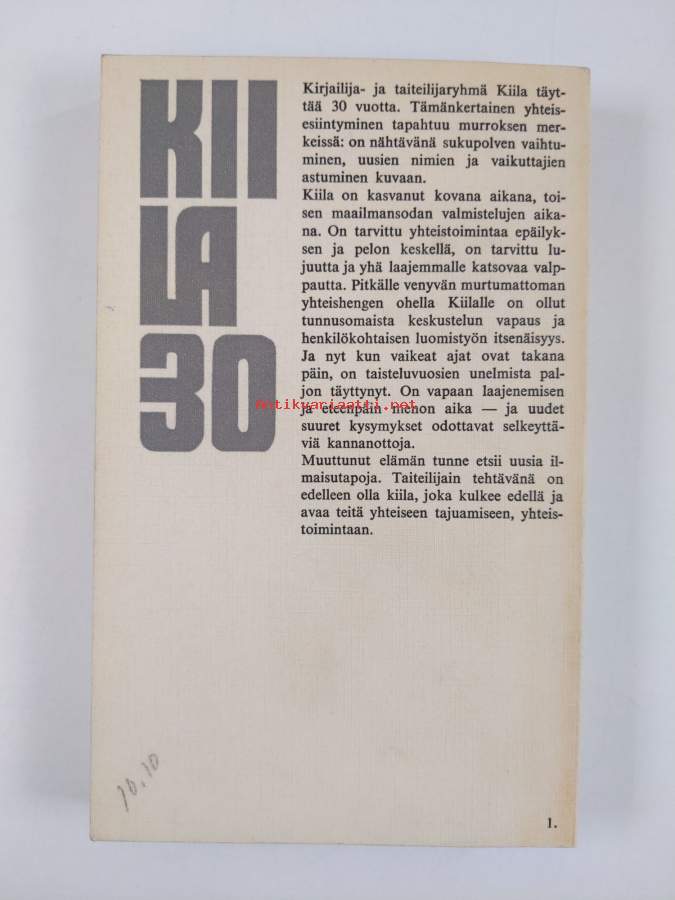 KII
LA
30
Kirjailija- ja taiteilijaryhmä Kiila täyt-
tää 30 vuotta. Tämänkertainen yhteis-
esiintyminen tapahtuu murroksen mer-
keissä: on nähtävänä sukupolven vaihtu-
minen, uusien nimien ja vaikuttajien
astuminen kuvaan.
Kiila on kasvanut kovana aikana, toi-
sen maailmansodan valmistelujen aika-
na. On tarvittu yhteistoimintaa epäilyk-
sen ja pelon keskellä, on tarvittu lu-
juutta ja yhä laajemmalle katsovaa valp-
pautta. Pitkälle venyvän murtumattoman
yhteishengen ohella Kiilalle on ollut
tunnusomaista keskustelun vapaus ja
henkilökohtaisen luomistyön itsenäisyys.
Ja nyt kun vaikeat ajat ovat takana
päin, on taisteluvuosien unelmista pal-
jon täyttynyt. On vapaan laajenemisen
ja eteenpäin menon aika — ja uudet
suuret kysymykset odottavat selkeyttä-
viä kannanottoja.
Muuttunut elämän tunne etsii uusia il-
maisutapoja. Taiteilijain tehtävänä on
edelleen olla kiila, joka kulkee edellä ja
avaa teitä yhteiseen tajuamiseen, yhteis-
toimintaan.
antikvariaatti.net
10.10
1.